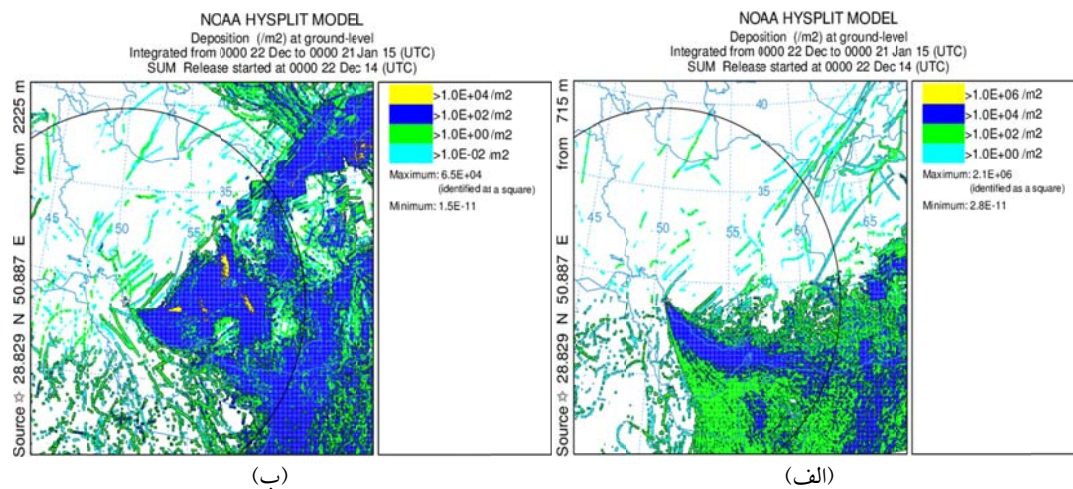 NOAA HYSPLIT MODEL
Deposition (/m2) at ground-level
Integrated from 0000 22 Dec to 0000 21 Jan 15 (UTC)
SUM Release started at 0000 22 Dec 14 (UTC)
Source ☆ 28.829 N 50.887 E from 2225 m
45
50
55
35
>1.0E+04 /m2
>1.0E+02 /m2
>1.0E+00 /m2
>1.0E-02 /m2
Maximum: 6.5E+04
(identified as a square)
Minimum: 1.5E-11
(ب)
NOAA HYSPLIT MODEL
Deposition (/m2) at ground-level
Integrated from 0000 22 Dec to 0000 21 Jan 15 (UTC)
SUM Release started at 0000 22 Dec 14 (UTC)
Source ☆ 28.829 N 50.887 E from 715 m
40
35
45
50
55
60
65
>1.0E+06 /m2
>1.0E+04 /m2
>1.0E+02 /m2
>1.0E+00 /m2
Maximum: 2.1E+06
(identified as a square)
Minimum: 2.8E-11
(الف)